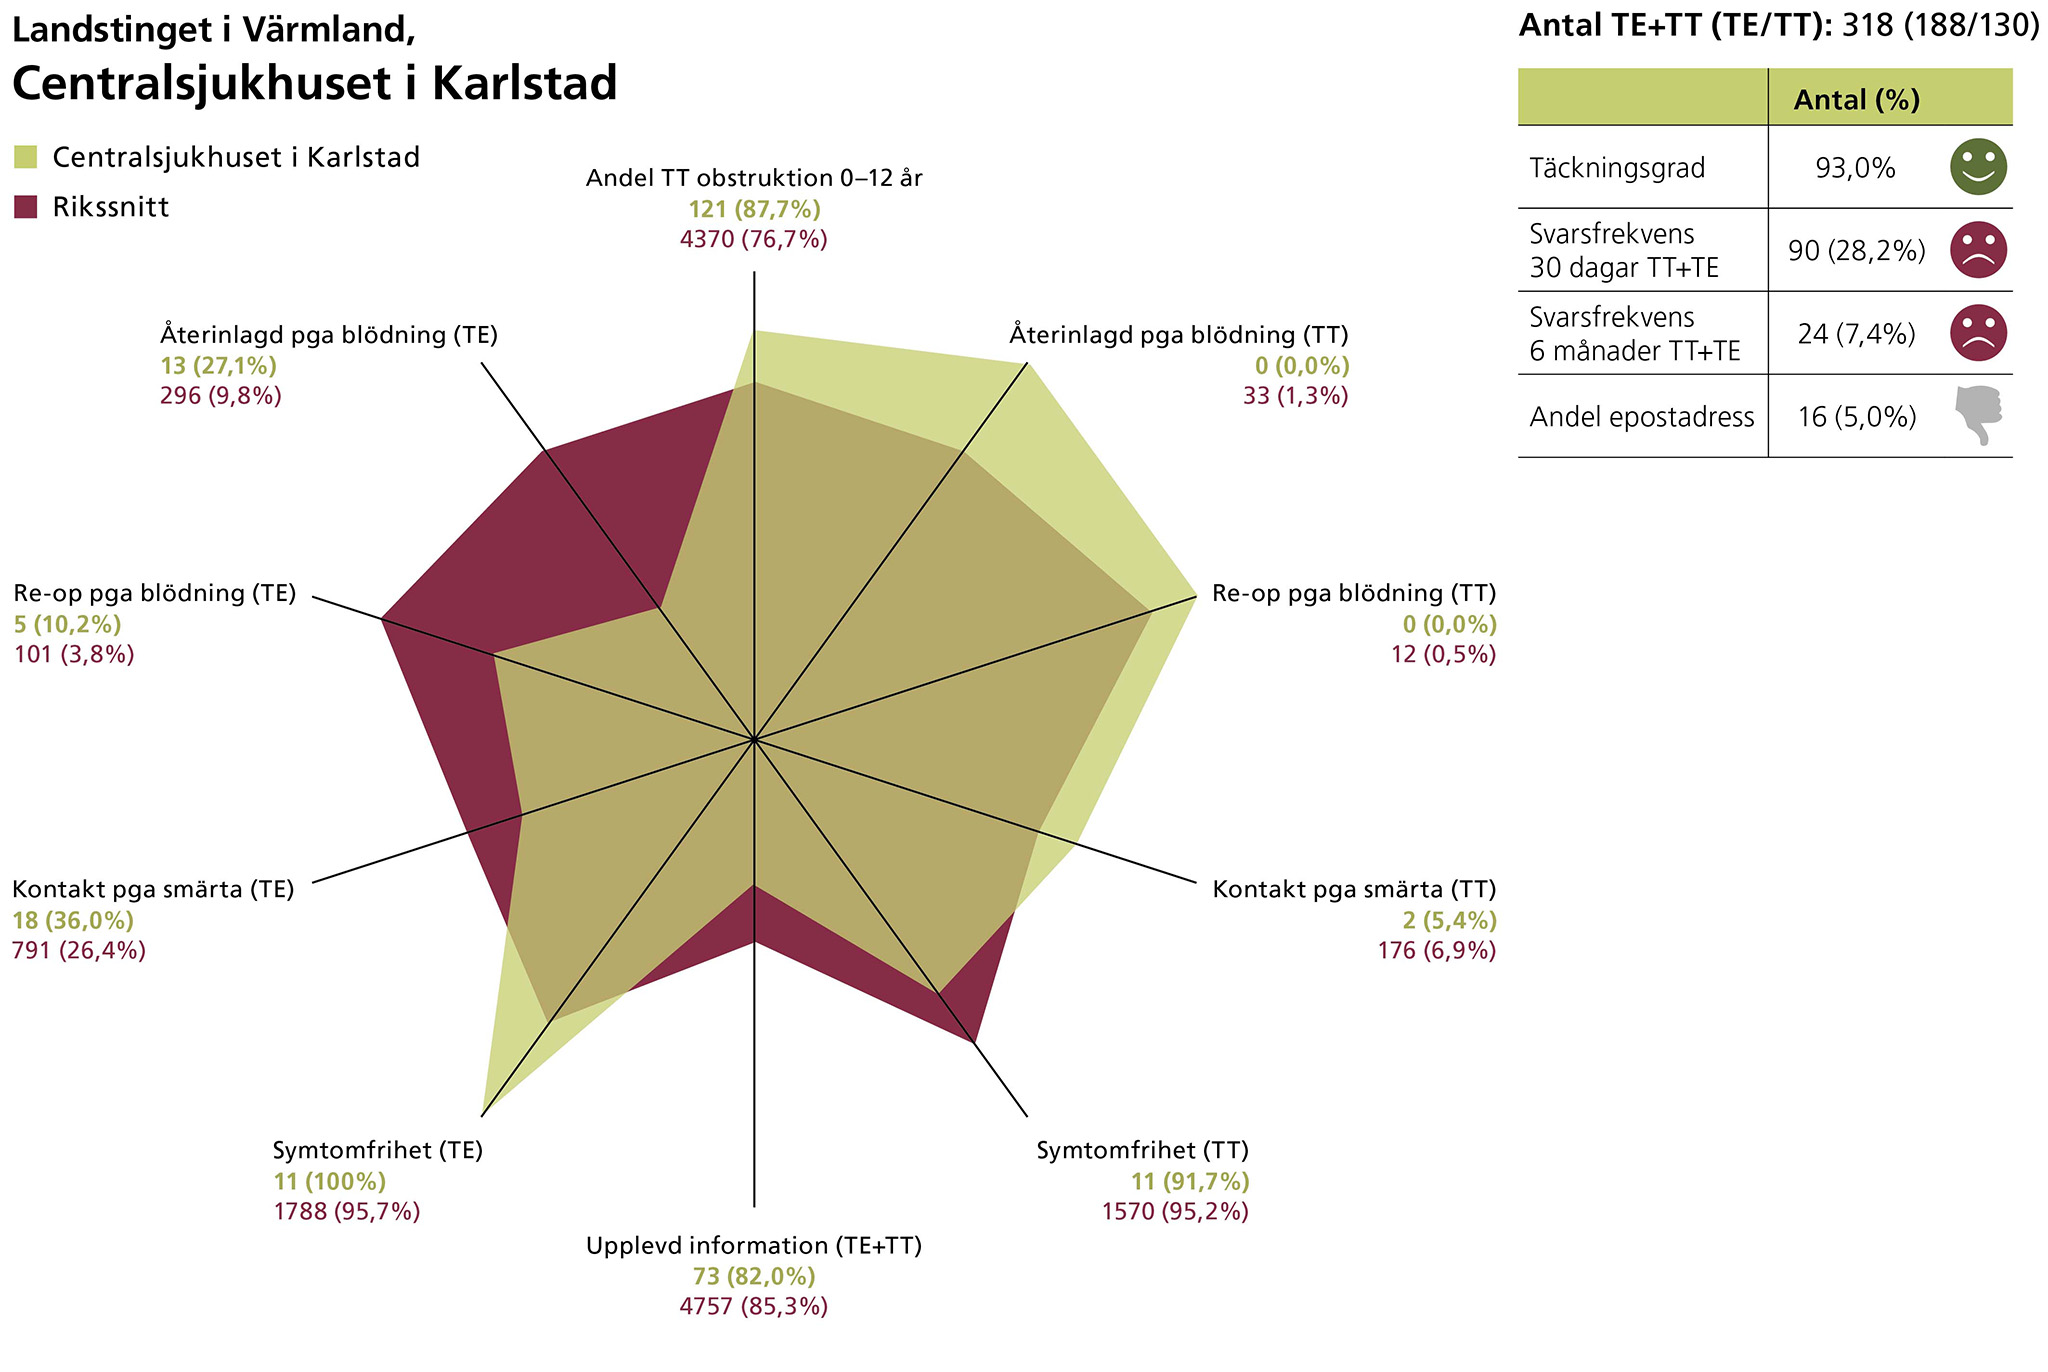 Landstinget i Värmland,
Centralsjukhuset i Karlstad
Centralsjukhuset i Karlstad
Rikssnitt
Antal TE+TT (TE/TT): 318 (188/130)
Antal (%)
Täckningsgrad
93,0%
Svarsfrekvens
30 dagar TT+TE
90 (28,2%)
Svarsfrekvens
6 månader TT+TE
24 (7,4%)
Andel epostadress
16 (5,0%)
Andel TT obstruktion 0–12 år
121 (87,7%)
4370 (76,7%)
Återinlagd pga blödning (TE)
13 (27,1%)
296 (9,8%)
Återinlagd pga blödning (TT)
0 (0,0%)
33 (1,3%)
Re-op pga blödning (TE)
5 (10,2%)
101 (3,8%)
Re-op pga blödning (TT)
0 (0,0%)
12 (0,5%)
Kontakt pga smärta (TE)
18 (36,0%)
791 (26,4%)
Kontakt pga smärta (TT)
2 (5,4%)
176 (6,9%)
Symtomfrihet (TE)
11 (100%)
1788 (95,7%)
Symtomfrihet (TT)
11 (91,7%)
1570 (95,2%)
Upplevd information (TE+TT)
73 (82,0%)
4757 (85,3%)